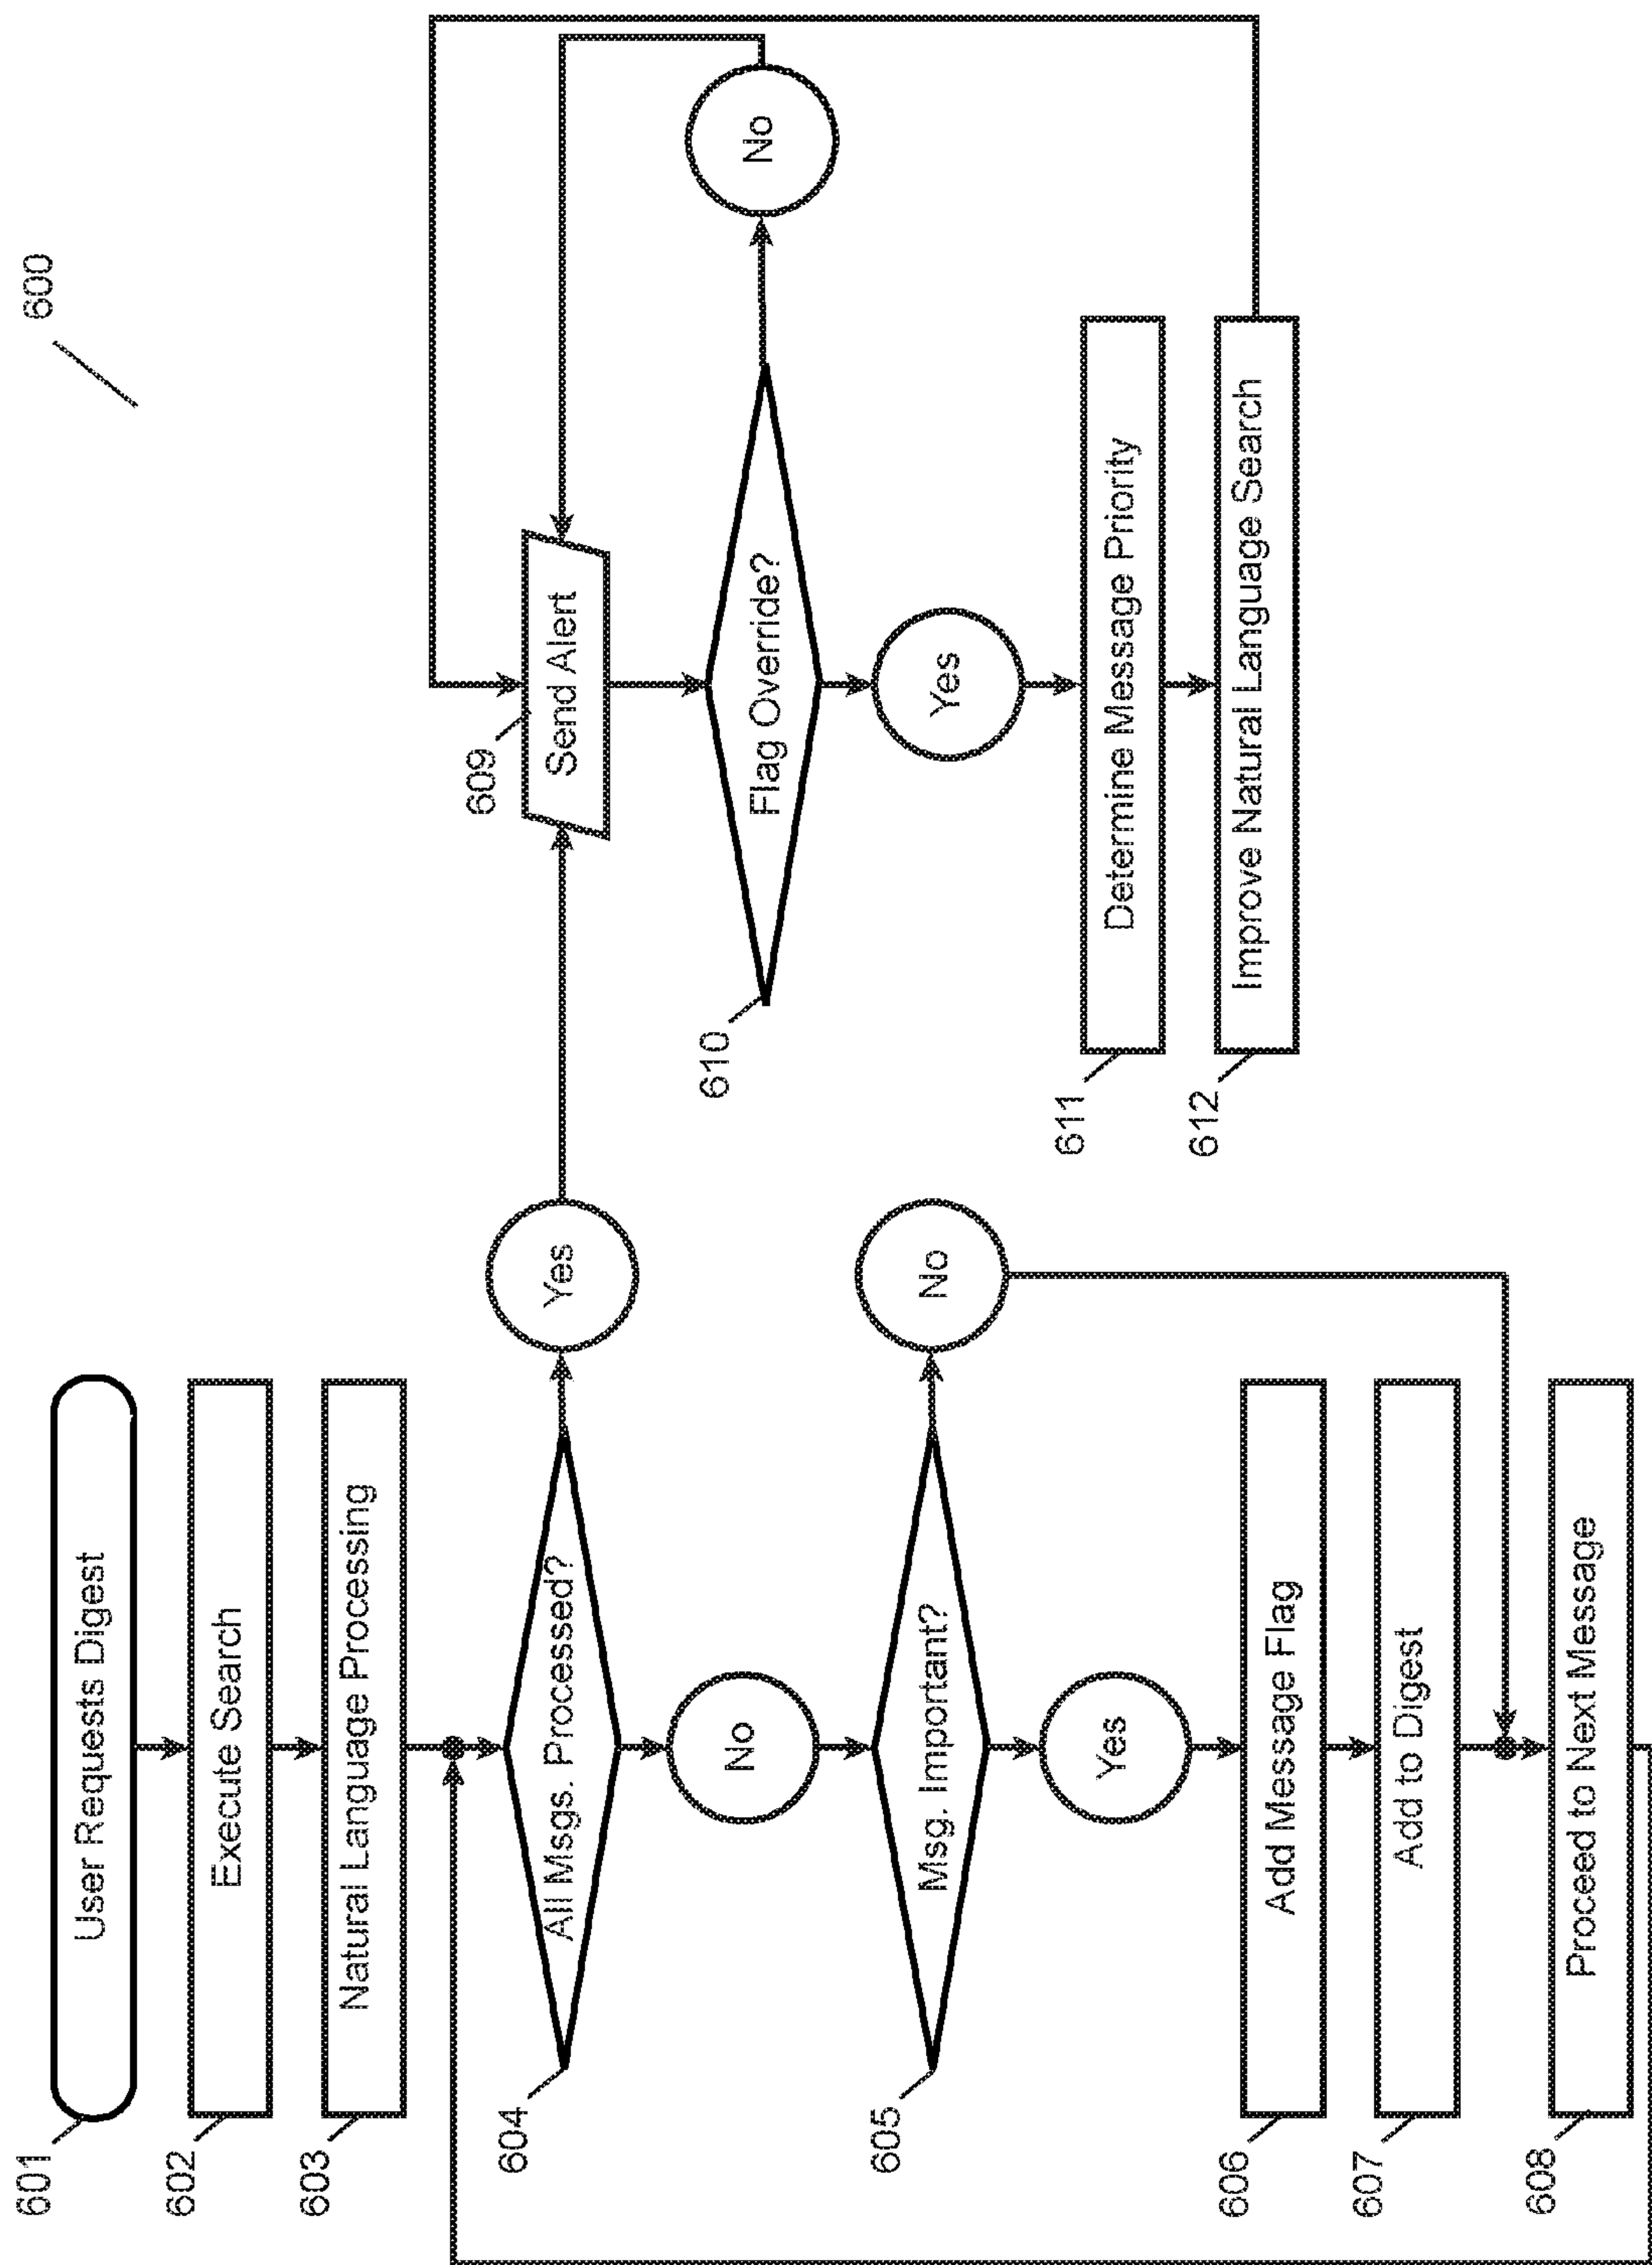 600
601
User Requests Digest
602
Execute Search
603
Natural Language Processing
604
All Msgs. Processed?
Yes
No
605
Msg. Important?
No
Yes
606
Add Message Flag
607
Add to Digest
608
Proceed to Next Message
609
Send Alert
610
Flag Override?
No
Yes
611
Determine Message Priority
612
Improve Natural Language Search